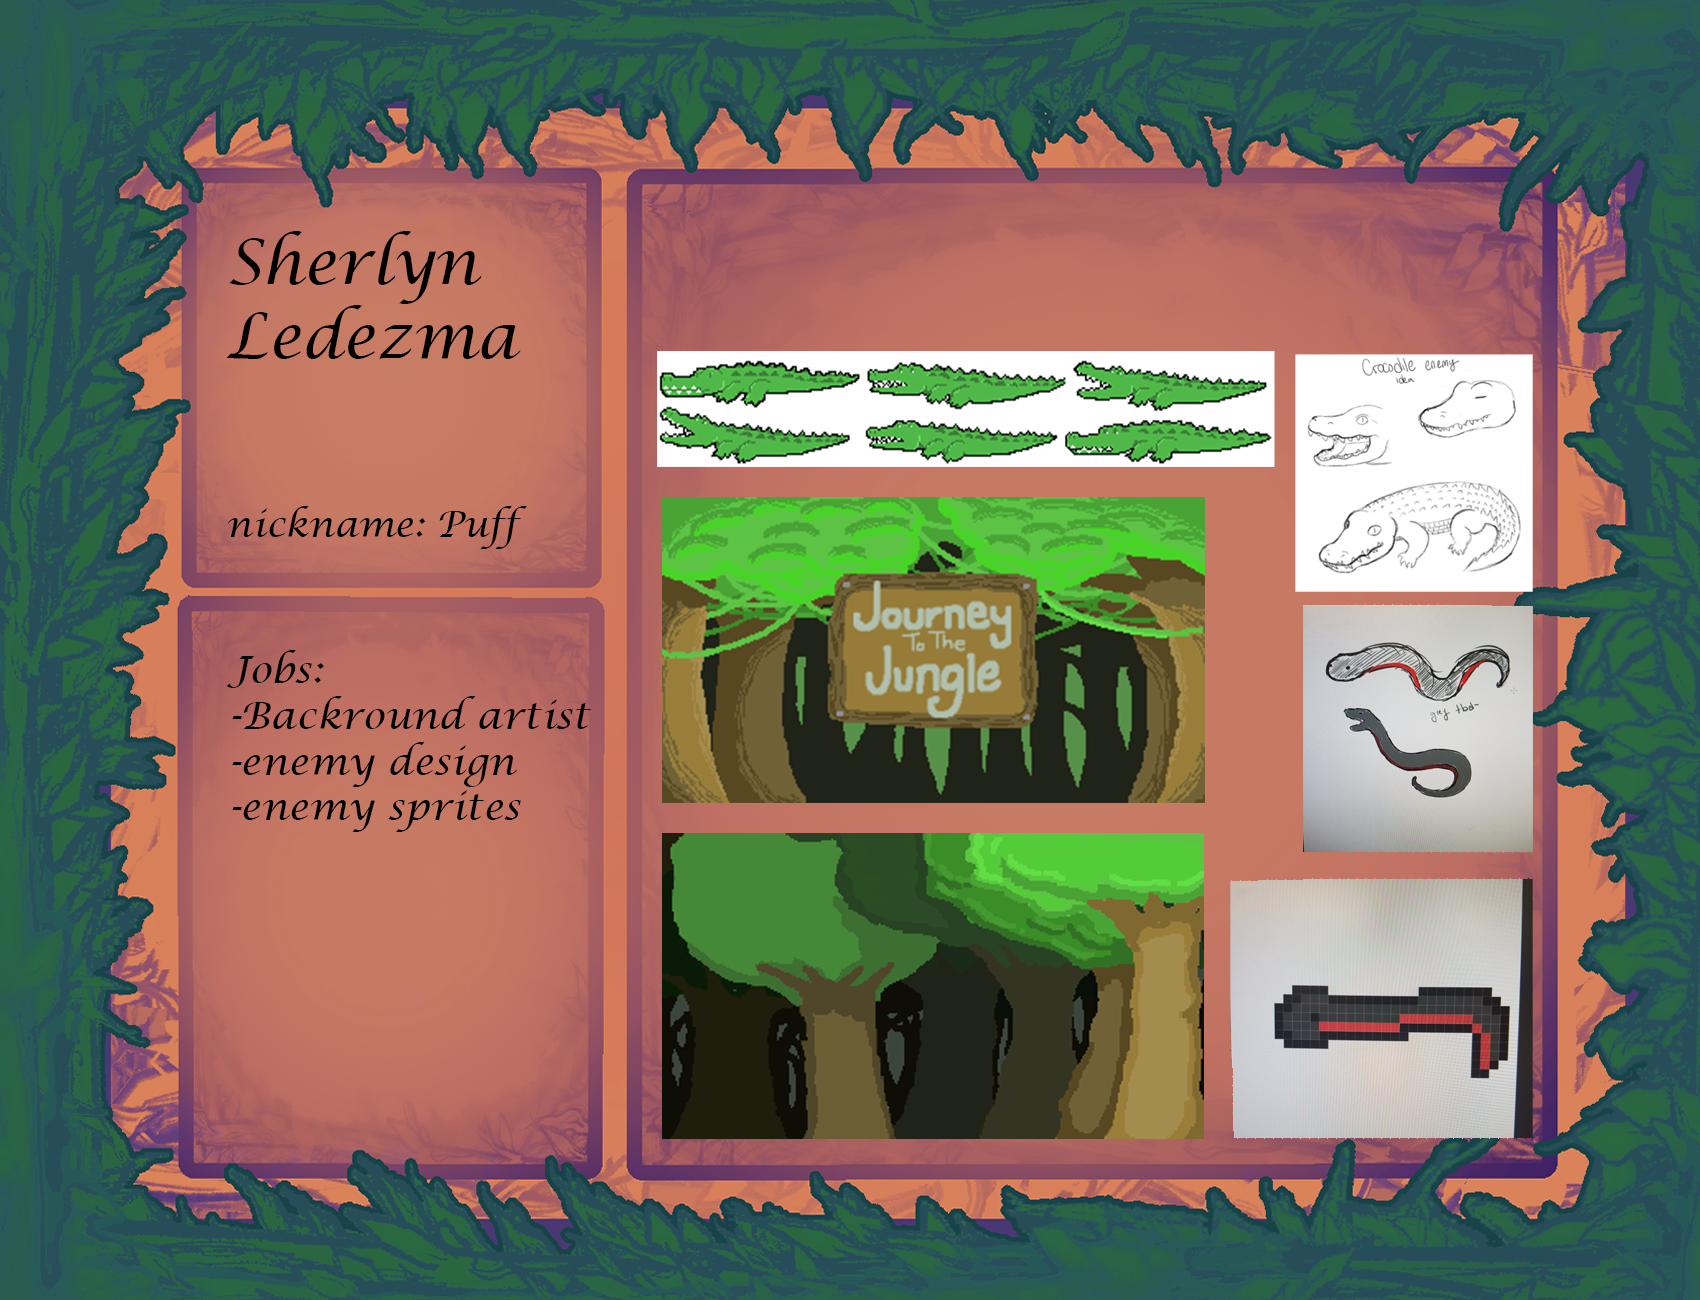 Sherlyn
Ledezma
nickname: Puff
Jobs:
-Backround artist
-enemy design
-enemy sprites
Journey
To The
Jungle
Crocodile enemy
idea